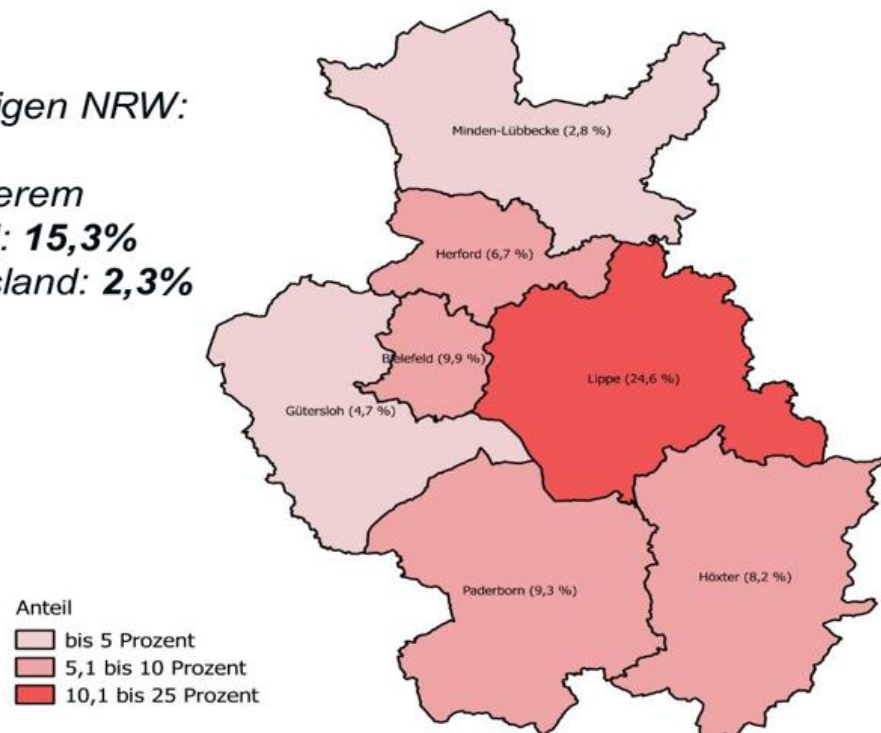 igen NRW:
erem
: 15,3%
sland: 2,3%
Minden-Lübbecke (2,8 %)
Herford (6,7 %)
Bielefeld (9,9 %)
Lippe (24,6 %)
Gütersloh (4,7 %)
Paderborn (9,3 %)
Höxter (8,2 %)
Anteil
bis 5 Prozent
5,1 bis 10 Prozent
10,1 bis 25 Prozent